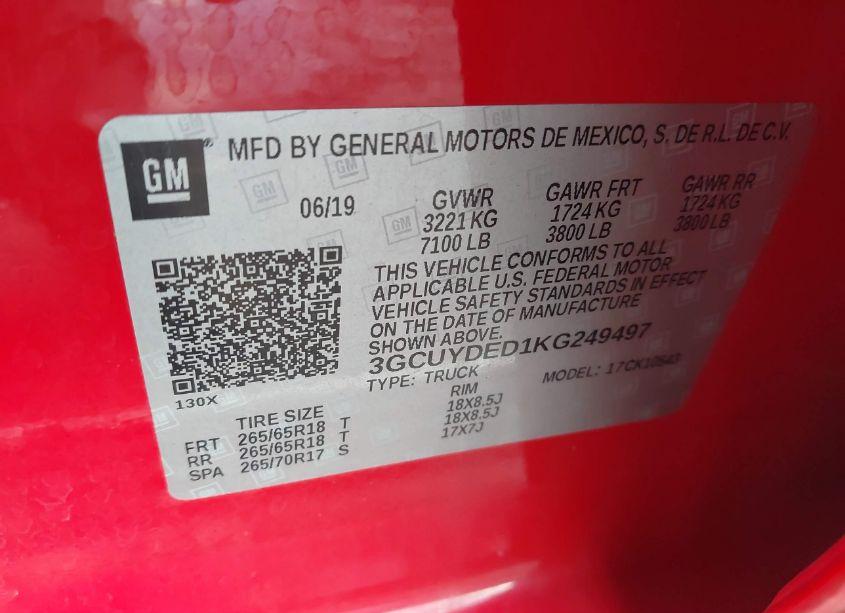 GM
MFD BY GENERAL MOTORS DE MEXICO, S. DE R.L. DE C.V.
06/19 GVWR GAWR FRT GAWR RR
3221 KG 1724 KG 1724 KG
7100 LB 3800 LB 3800 LB
THIS VEHICLE CONFORMS TO ALL
APPLICABLE U.S. FEDERAL MOTOR
VEHICLE SAFETY STANDARDS IN EFFECT
ON THE DATE OF MANUFACTURE
SHOWN ABOVE.
3GCUYDED1KG249497
TYPE: TRUCK MODEL: 17CK10543
130X
TIRE SIZE RIM
FRT 265/65R18 T 18X8.5J
RR 265/65R18 T 18X8.5J
SPA 265/70R17 S 17X7J